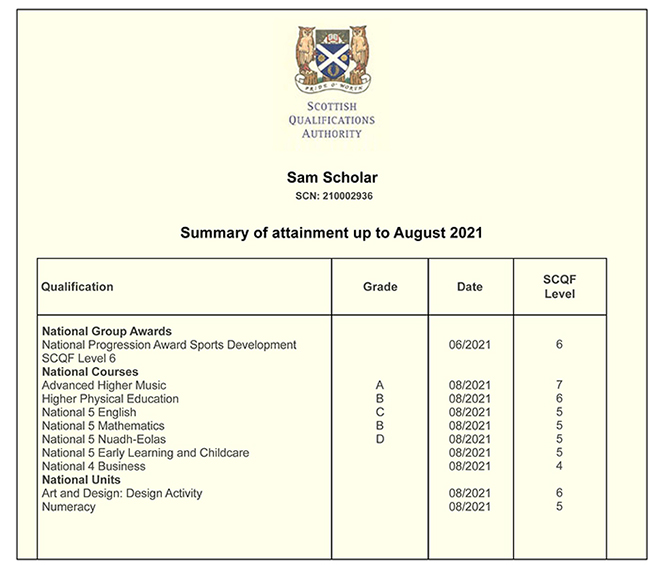 PRIDE O' WORTH
SCOTTISH
QUALIFICATIONS
AUTHORITY
Sam Scholar
SCN: 210002936
Summary of attainment up to August 2021
Qualification Grade Date SCQF Level
National Group Awards
National Progression Award Sports Development 06/2021 6
SCQF Level 6
National Courses
Advanced Higher Music A 08/2021 7
Higher Physical Education B 08/2021 6
National 5 English C 08/2021 5
National 5 Mathematics B 08/2021 5
National 5 Nuadh-Eolas D 08/2021 5
National 5 Early Learning and Childcare 08/2021 5
National 4 Business 08/2021 4
National Units
Art and Design: Design Activity 08/2021 6
Numeracy 08/2021 5